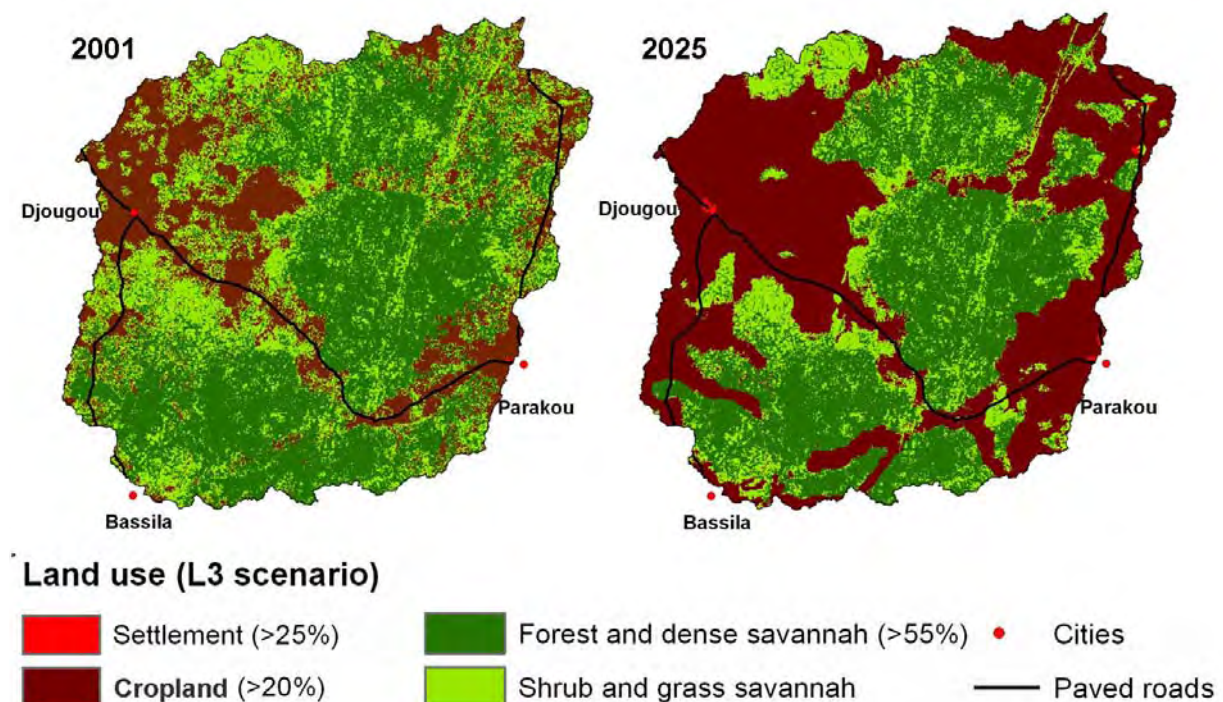 2001
2025
Djougou
Djougou
Parakou
Parakou
Bassila
Bassila
Land use (L3 scenario)
Settlement (>25%)
Forest and dense savannah (>55%)
Cities
Cropland (>20%)
Shrub and grass savannah
Paved roads